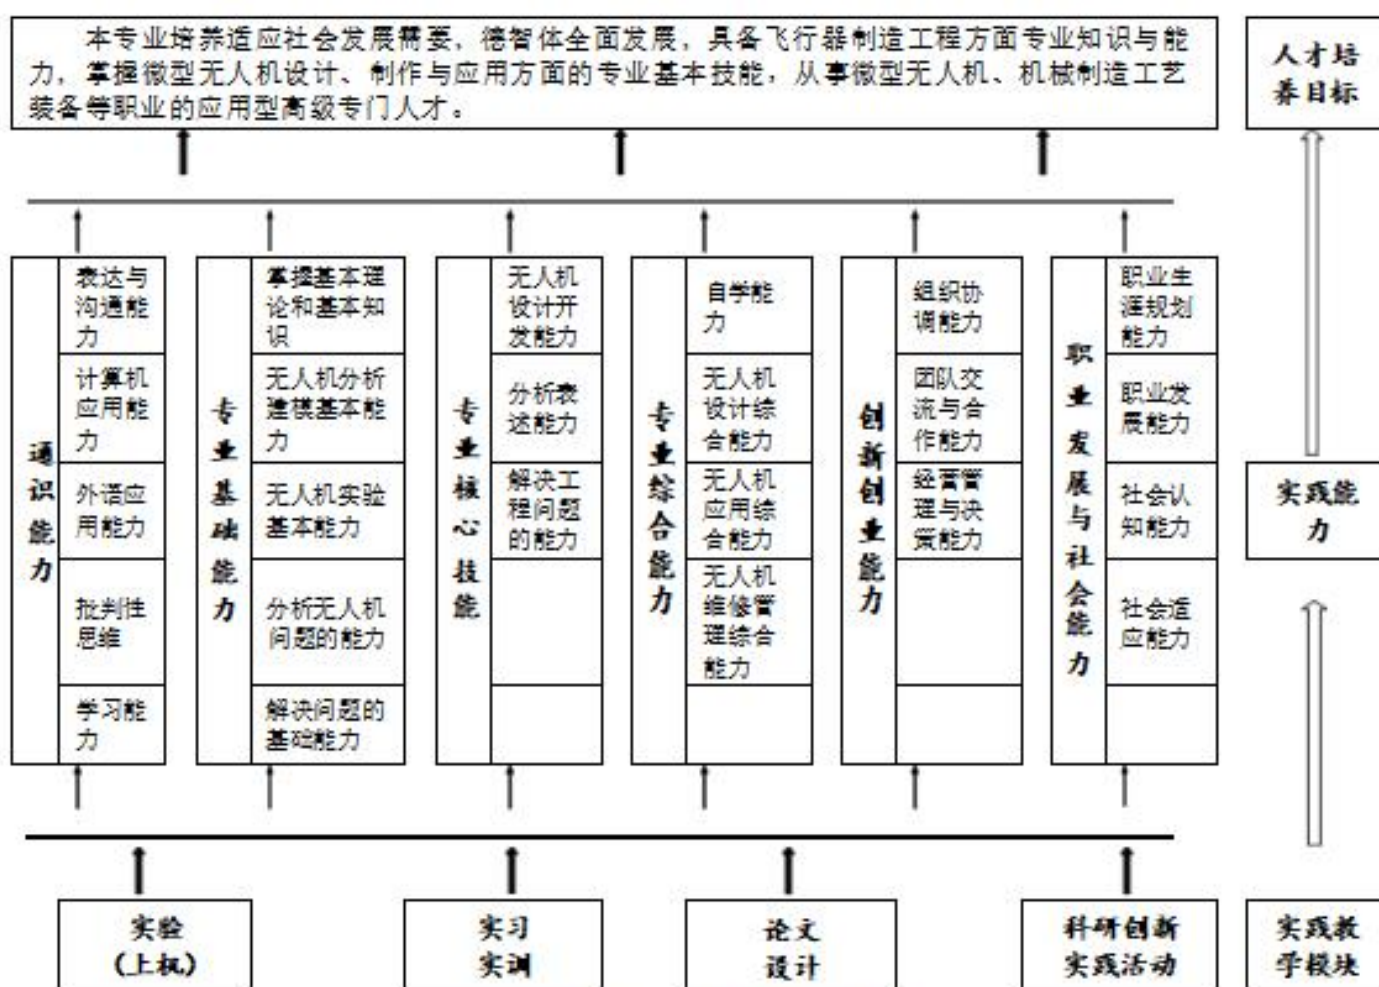 本专业培养适应社会发展需要，德智体全面发展，具备飞行器制造工程方面专业知识与能
力，掌握微型无人机设计、制作与应用方面的专业基本技能，从事微型无人机、机械制造工艺
装备等职业的应用型高级专门人才。
人才培
养目标
通识能力
表达与
沟通能
力
计算机
应用能
力
外语应
用能力
批判性
思维
学习能
力
专业基础能力
掌握基本理
论和基本知
识
无人机分析
建模基本能
力
无人机实验
基本能力
分析无人机
问题的能力
解决问题的
基础能力
专业核心技能
无人机
设计开
发能力
分析表
述能力
解决工
程问题
的能力
专业综合能力
自学能
力
无人机
设计综
合能力
无人机
应用综
合能力
无人机
维修管
理综合
能力
创新创业能力
组织协
调能力
团队交
流与合
作能力
经营管
理与决
策能力
职业发展与社会能力
职业生
涯规划
能力
职业发
展能力
社会认
知能力
社会适
应能力
实践能
力
实验
（上机）
实习
实训
论文
设计
科研创新
实践活动
实践教
学模块